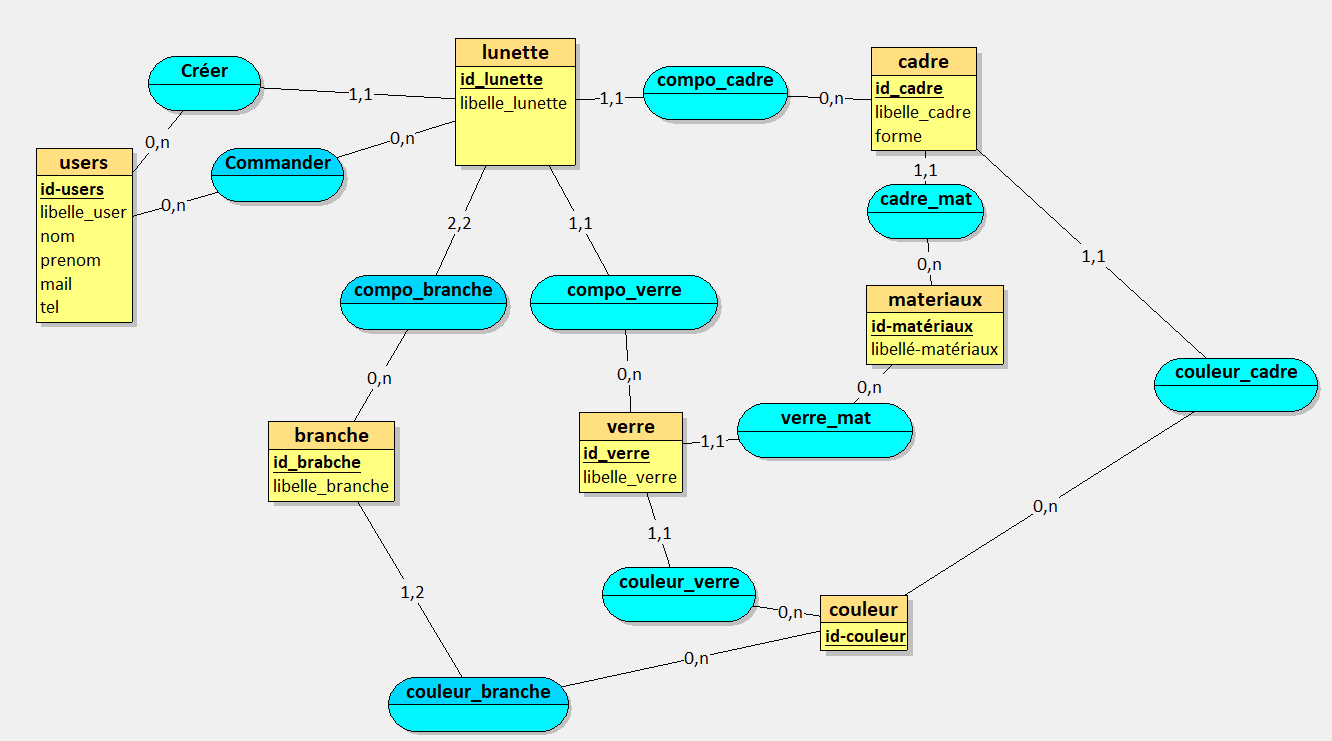 Créer
1,1
0,n
users
id-users
libelle_user
nom
prenom
mail
tel
Commander
0,n
0,n
lunette
id_lunette
libelle_lunette
1,1
compo_cadre
0,n
cadre
id_cadre
libelle_cadre
forme
1,1
cadre_mat
0,n
materiaux
id-matériaux
libellé-matériaux
0,n
verre_mat
1,1
2,2
compo_branche
0,n
branche
id_brabche
libelle_branche
1,2
couleur_branche
0,n
1,1
compo_verre
0,n
verre
id_verre
libelle_verre
1,1
couleur_verre
0,n
couleur
id-couleur
1,1
couleur_cadre
0,n